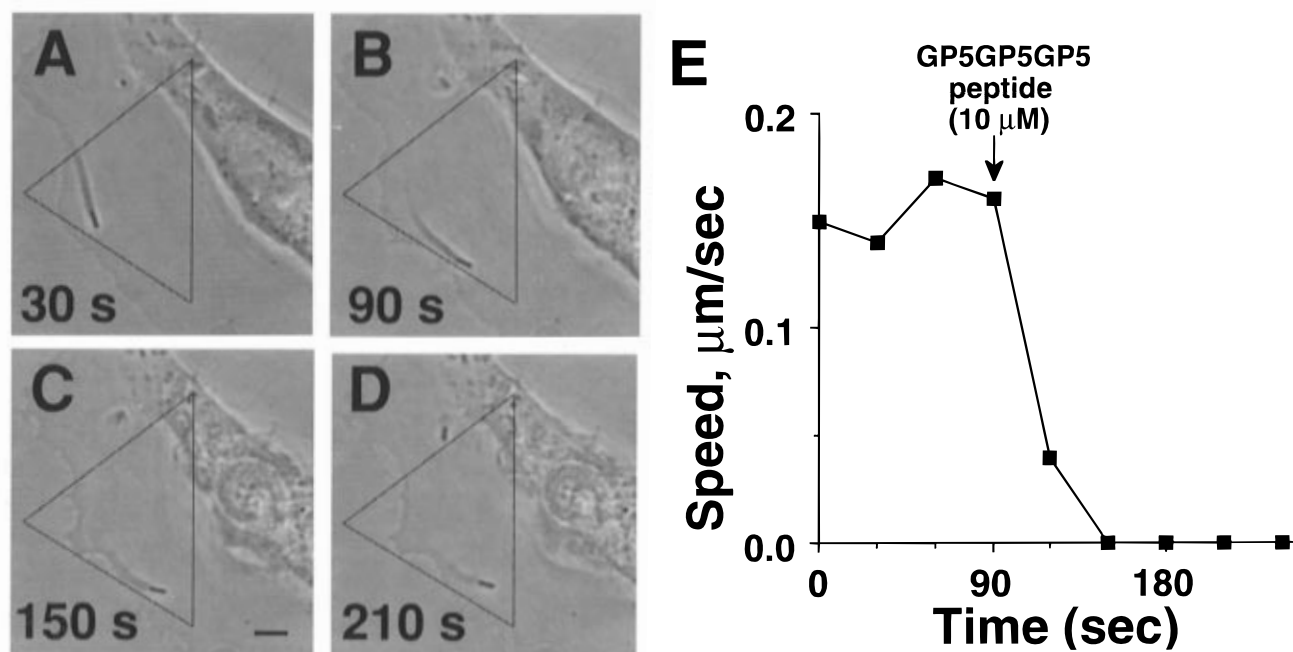 A
30 s
B
90 s
C
150 s
D
210 s
E
GP5GP5GP5
peptide
(10 µM)
0.2
0.1
0.0
Speed, µm/sec
0
90
180
Time (sec)